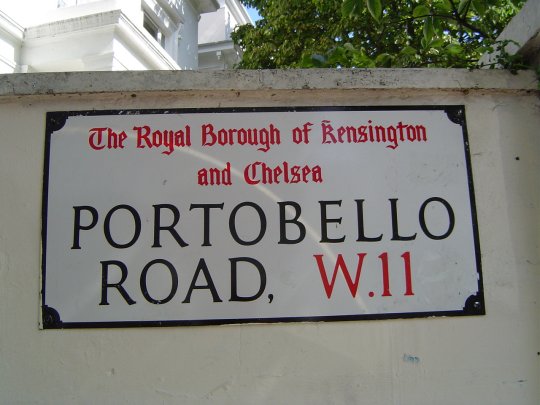 The Royal Borough of Kensington
and Chelsea
PORTOBELLO
ROAD, W.11